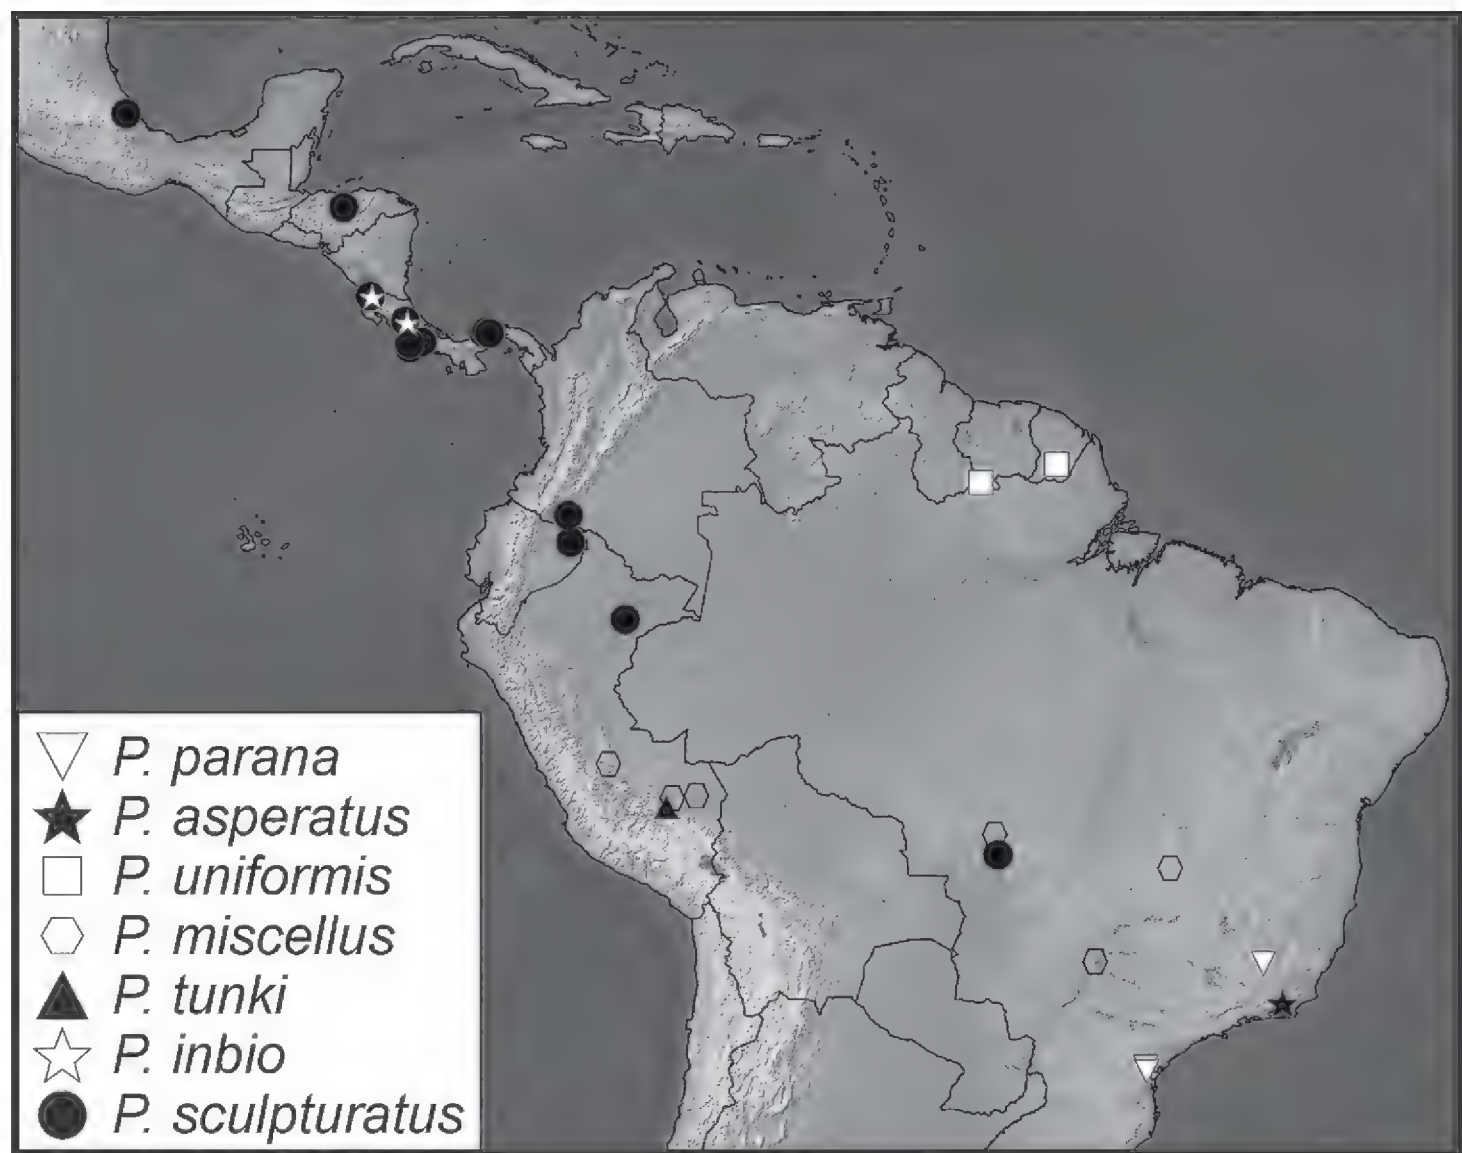 P. parana
P. asperatus
P. uniformis
P. miscellus
P. tunki
P. inbio
P. sculpturatus